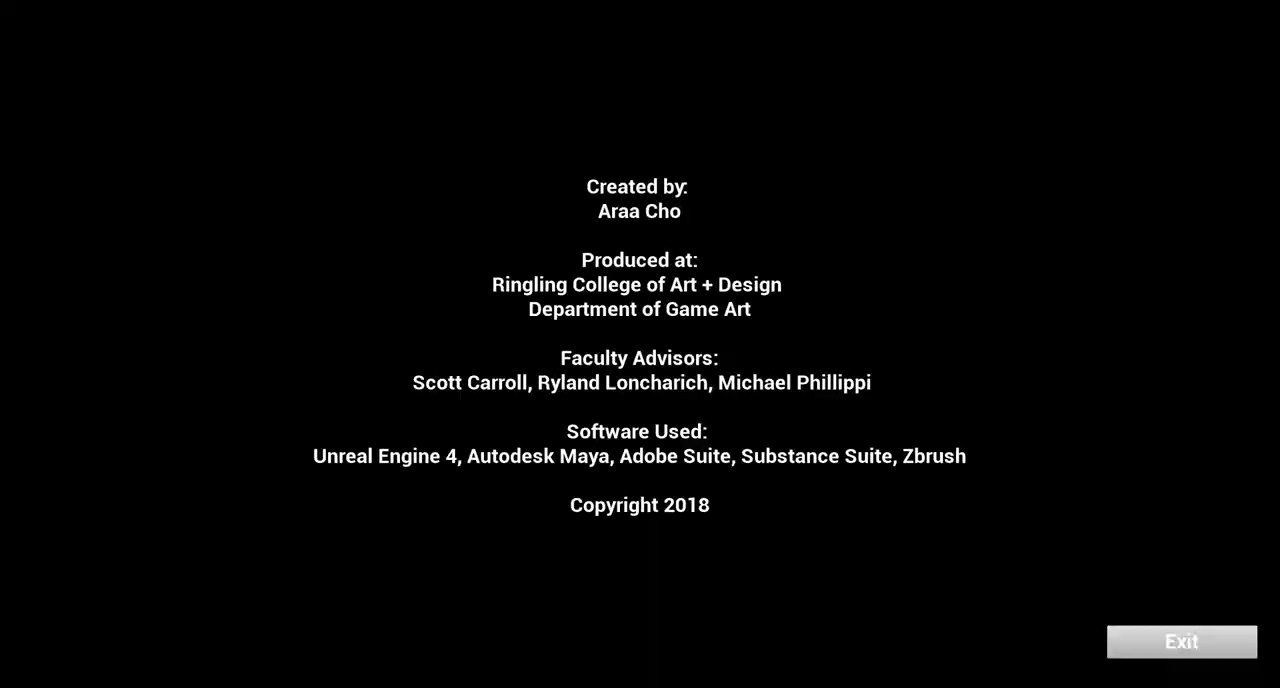 Created by:
Araa Cho
Produced at:
Ringling College of Art + Design
Department of Game Art
Faculty Advisors:
Scott Carroll, Ryland Loncharich, Michael Phillippi
Software Used:
Unreal Engine 4, Autodesk Maya, Adobe Suite, Substance Suite, Zbrush
Copyright 2018
Exit